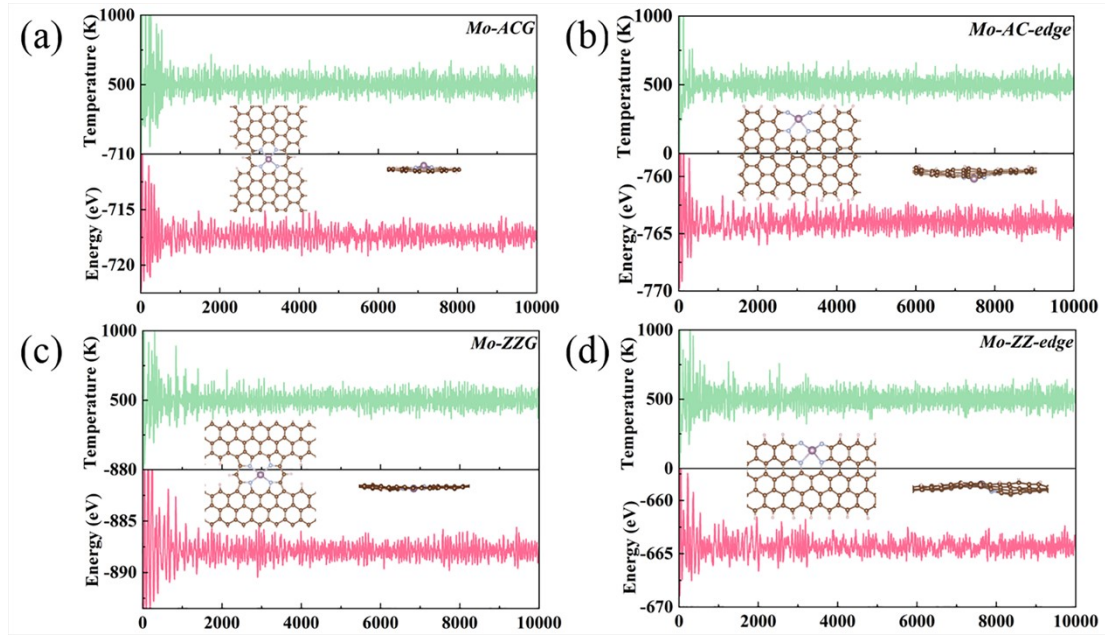 (a)
Mo-ACG
Temperature (K)
1000
500
-710
Energy (eV)
-715
-720
0 2000 4000 6000 8000 10000
(b)
Mo-AC-edge
Temperature (K)
1000
500
0
Energy (eV)
-760
-765
-770
0 2000 4000 6000 8000 10000
(c)
Mo-ZZG
Temperature (K)
1000
500
-880
Energy (eV)
-885
-890
0 2000 4000 6000 8000 10000
(d)
Mo-ZZ-edge
Temperature (K)
1000
500
0
Energy (eV)
-660
-665
-670
0 2000 4000 6000 8000 10000